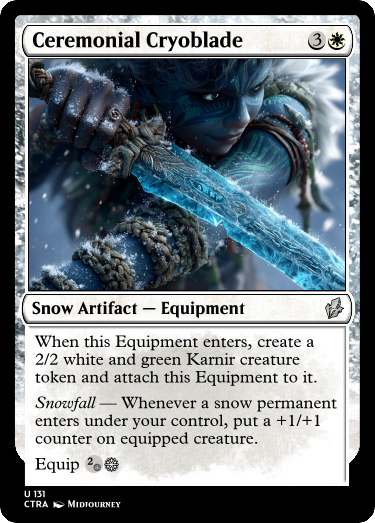 Ceremonial Cryoblade 3
Snow Artifact — Equipment
When this Equipment enters, create a
2/2 white and green Karnir creature
token and attach this Equipment to it.
Snowfall — Whenever a snow permanent
enters under your control, put a +1/+1
counter on equipped creature.
Equip 2
U 131
CTRA Midjourney